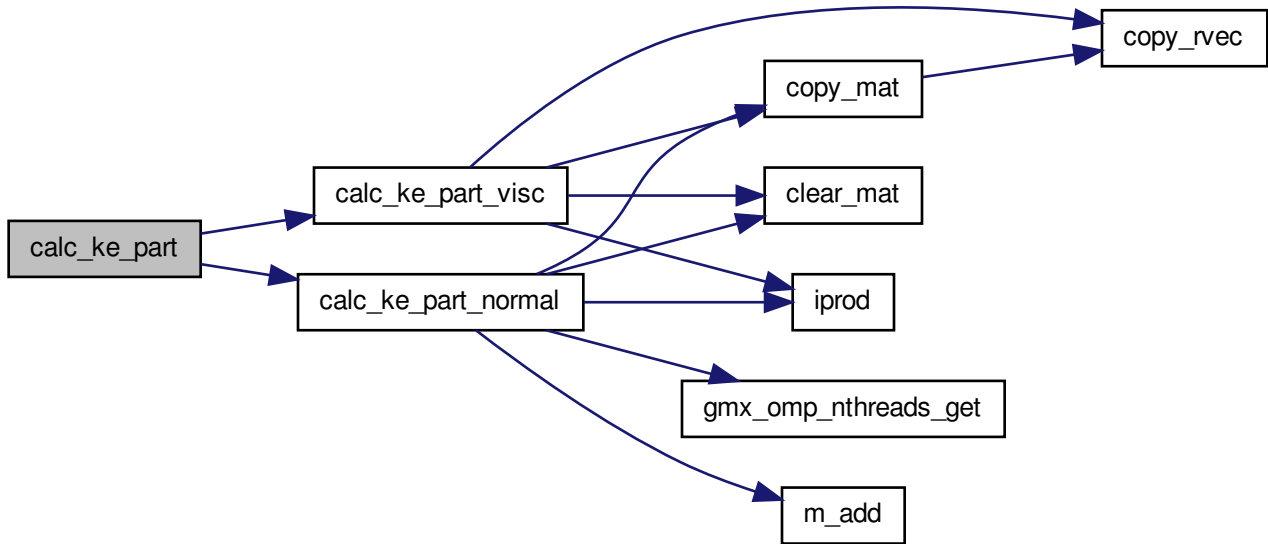 copy_rvec
copy_mat
calc_ke_part_visc
clear_mat
calc_ke_part
calc_ke_part_normal
iprod
gmx_omp_nthreads_get
m_add